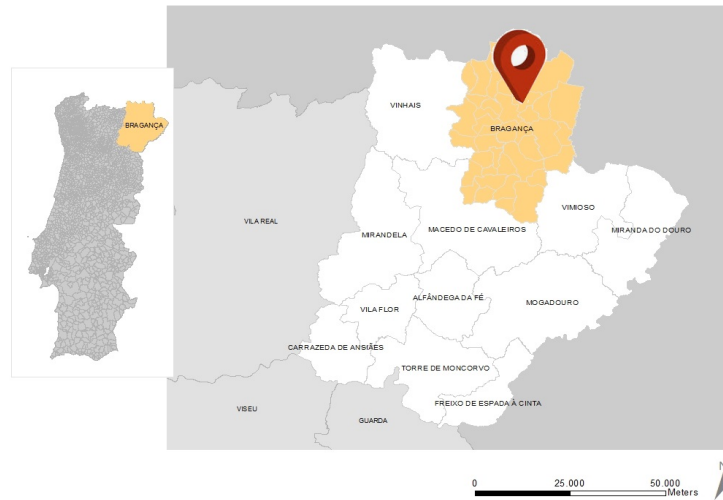 BRAGANÇA
VINHAIS
BRAGANÇA
VILA REAL
MIRANDELA
MACEDO DE CAVALEIROS
VIMIOSO
MIRANDA DO DOURO
VILA FLOR
ALFÂNDEGA DA FÉ
MOGADOURO
CARRAZEDA DE ANSIÃES
TORRE DE MONCORVO
FREIXO DE ESPADA À CINTA
VISEU
GUARDA
N
0 25.000 50.000
Meters